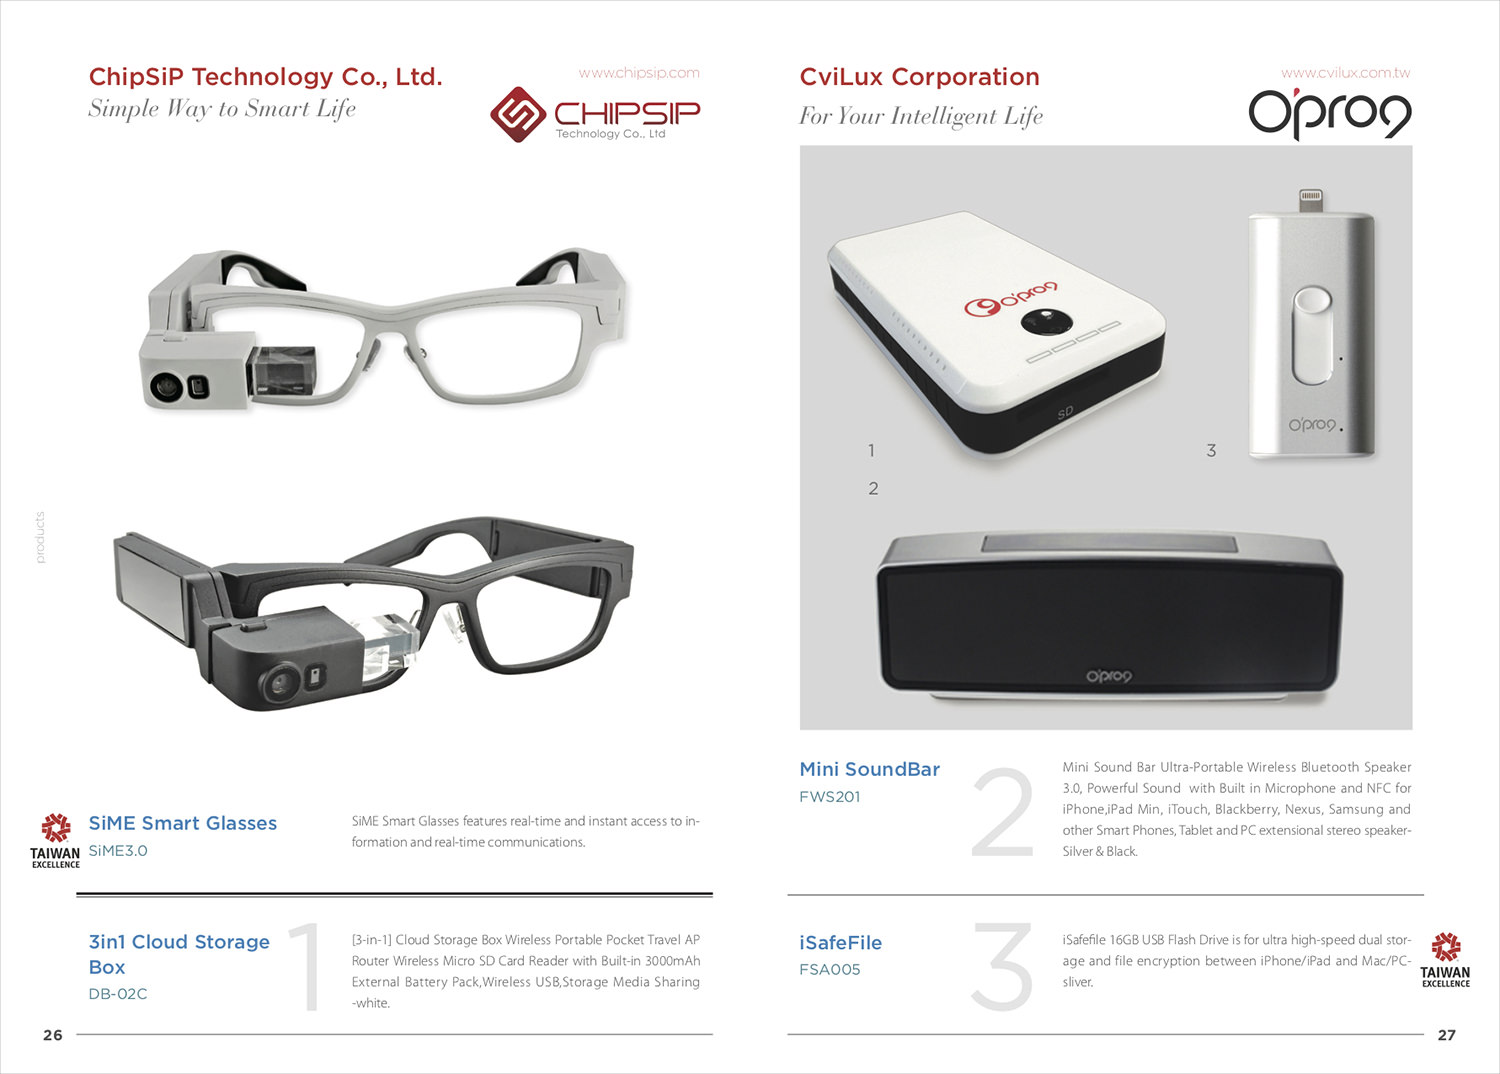 ChipSiP Technology Co., Ltd.
Simple Way to Smart Life
www.chipsip.com
CHIPSIP
Technology Co., Ltd
products
SiME Smart Glasses
SiME3.0
TAIWAN
EXCELLENCE
SiME Smart Glasses features real-time and instant access to in-
formation and real-time communications.
3in1 Cloud Storage
Box
DB-02C
1
[3-in-1] Cloud Storage Box Wireless Portable Pocket Travel AP
Router Wireless Micro SD Card Reader with Built-in 3000mAh
External Battery Pack,Wireless USB,Storage Media Sharing
-white.
26
CviLux Corporation
For Your Intelligent Life
www.cvilux.com.tw
O'pro9
O'pro9
SD
1
2
3
O'pro9
O'pro9
Mini SoundBar
FWS201
2
Mini Sound Bar Ultra-Portable Wireless Bluetooth Speaker
3.0, Powerful Sound with Built in Microphone and NFC for
iPhone,iPad Min, iTouch, Blackberry, Nexus, Samsung and
other Smart Phones, Tablet and PC extensional stereo speaker-
Silver & Black.
iSafeFile
FSA005
3
iSafefile 16GB USB Flash Drive is for ultra high-speed dual stor-
age and file encryption between iPhone/iPad and Mac/PC-
sliver.
TAIWAN
EXCELLENCE
27